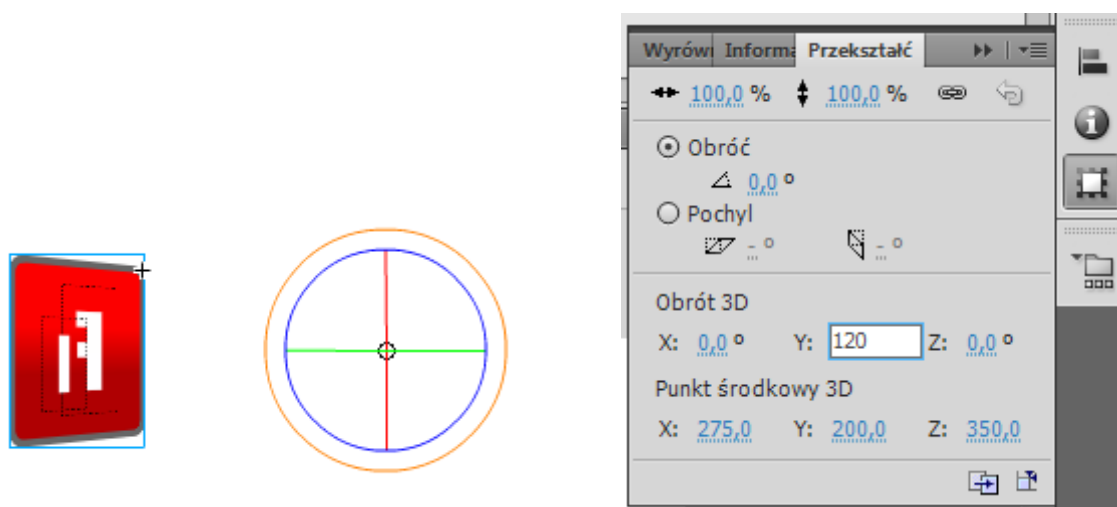 Wyrówn Informa Przekształć
100,0 % 100,0 %
Obróć
0,0 º
Pochyl
- º - º
Obrót 3D
X: 0,0 º Y: 120 Z: 0,0 º
Punkt środkowy 3D
X: 275,0 Y: 200,0 Z: 350,0